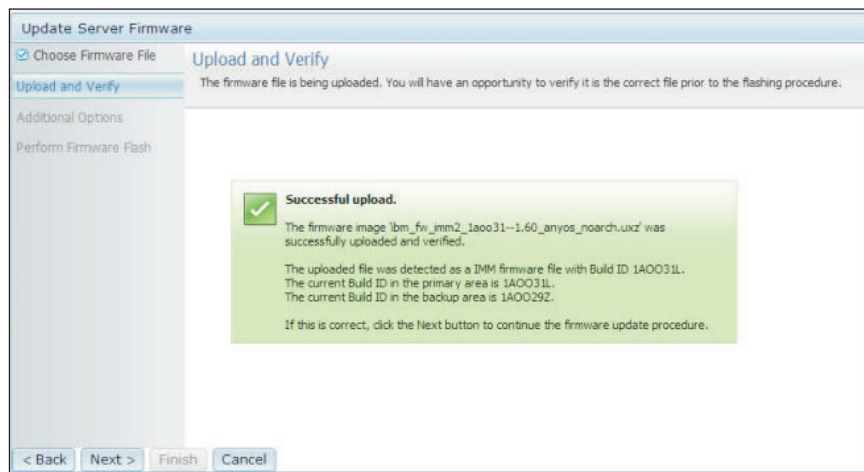 Update Server Firmware
Choose Firmware File
Upload and Verify
Additional Options
Perform Firmware Flash
Upload and Verify
The firmware file is being uploaded. You will have an opportunity to verify it is the correct file prior to the flashing procedure.
Successful upload.
The firmware image 'ibm_fw_imm2_1aoo31--1.60_anyos_noarch.uxz' was
successfully uploaded and verified.
The uploaded file was detected as a IMM firmware file with Build ID 1AOO31L.
The current Build ID in the primary area is 1AOO31L.
The current Build ID in the backup area is 1AOO29Z.
If this is correct, click the Next button to continue the firmware update procedure.
< Back
Next >
Finish
Cancel